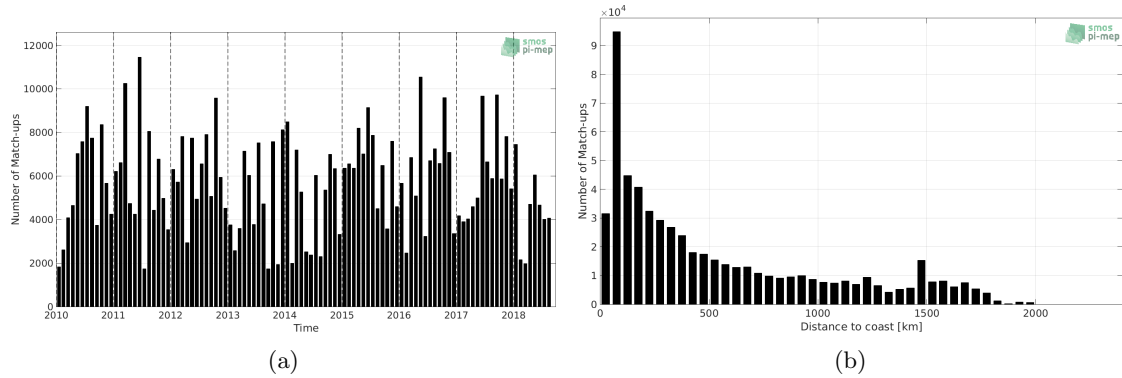 12000
10000
8000
6000
4000
2000
0
Number of Match-ups
2010 2011 2012 2013 2014 2015 2016 2017 2018
Time
smos
pi-mep
(a)
×10⁴
9
8
7
6
5
4
3
2
1
0
Number of Match-ups
0 500 1000 1500 2000
Distance to coast [km]
smos
pi-mep
(b)